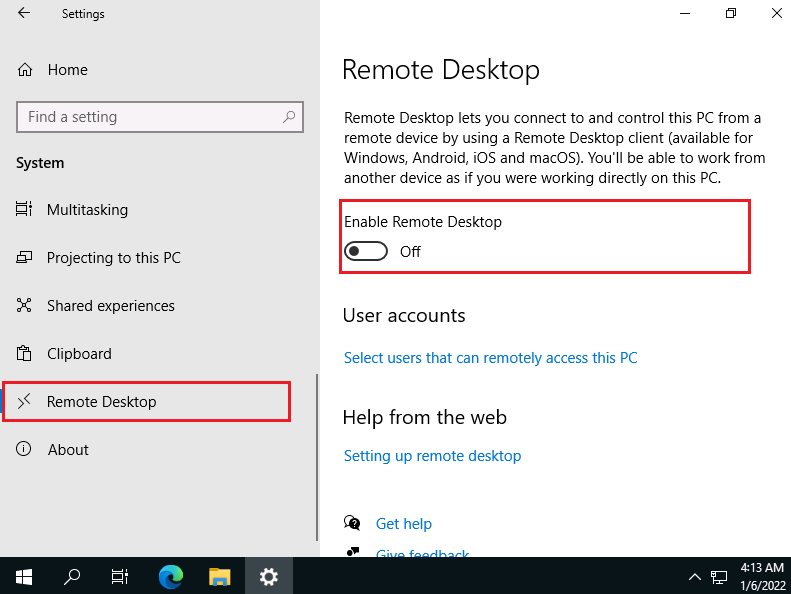 Settings
Home
Find a setting
System
Multitasking
Projecting to this PC
Shared experiences
Clipboard
Remote Desktop
About
Remote Desktop
Remote Desktop lets you connect to and control this PC from a
remote device by using a Remote Desktop client (available for
Windows, Android, iOS and macOS). You'll be able to work from
another device as if you were working directly on this PC.
Enable Remote Desktop
Off
User accounts
Select users that can remotely access this PC
Help from the web
Setting up remote desktop
Get help
Give feedback
4:13 AM
1/6/2022